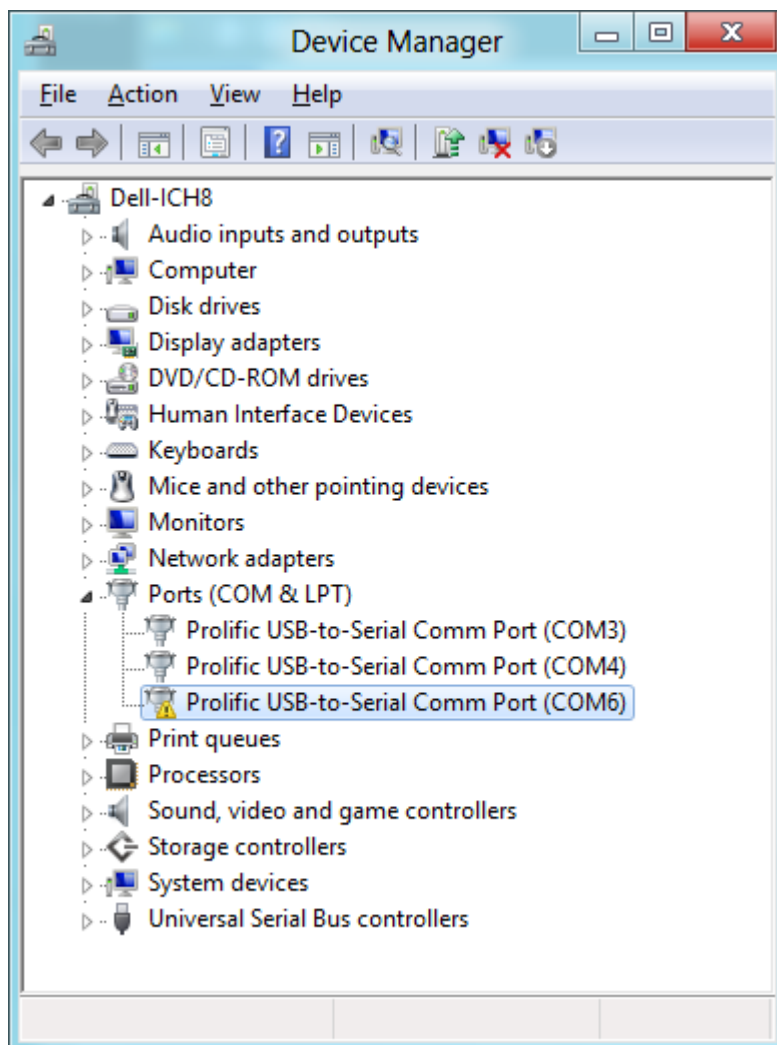 Device Manager
File Action View Help
Dell-ICH8
Audio inputs and outputs
Computer
Disk drives
Display adapters
DVD/CD-ROM drives
Human Interface Devices
Keyboards
Mice and other pointing devices
Monitors
Network adapters
Ports (COM & LPT)
Prolific USB-to-Serial Comm Port (COM3)
Prolific USB-to-Serial Comm Port (COM4)
Prolific USB-to-Serial Comm Port (COM6)
Print queues
Processors
Sound, video and game controllers
Storage controllers
System devices
Universal Serial Bus controllers